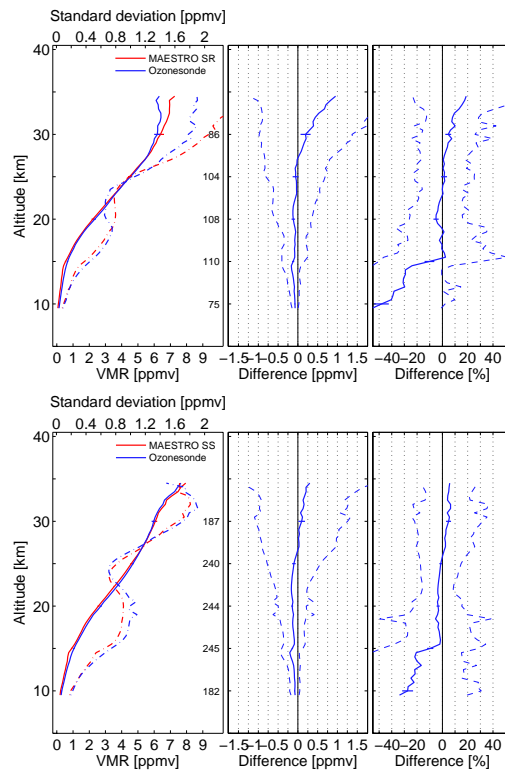 Standard deviation [ppmv]
0 0.4 0.8 1.2 1.6 2
MAESTRO SR
Ozonesonde
40
30
20
10
Altitude [km]
86
104
108
110
75
0 1 2 3 4 5 6 7 8 9
−1.5 −1 −0.5 0 0.5 1 1.5
−40 −20 0 20 40
VMR [ppmv]
Difference [ppmv]
Difference [%]
Standard deviation [ppmv]
0 0.4 0.8 1.2 1.6 2
MAESTRO SS
Ozonesonde
40
30
20
10
Altitude [km]
187
240
244
245
182
0 1 2 3 4 5 6 7 8 9
−1.5 −1 −0.5 0 0.5 1 1.5
−40 −20 0 20 40
VMR [ppmv]
Difference [ppmv]
Difference [%]